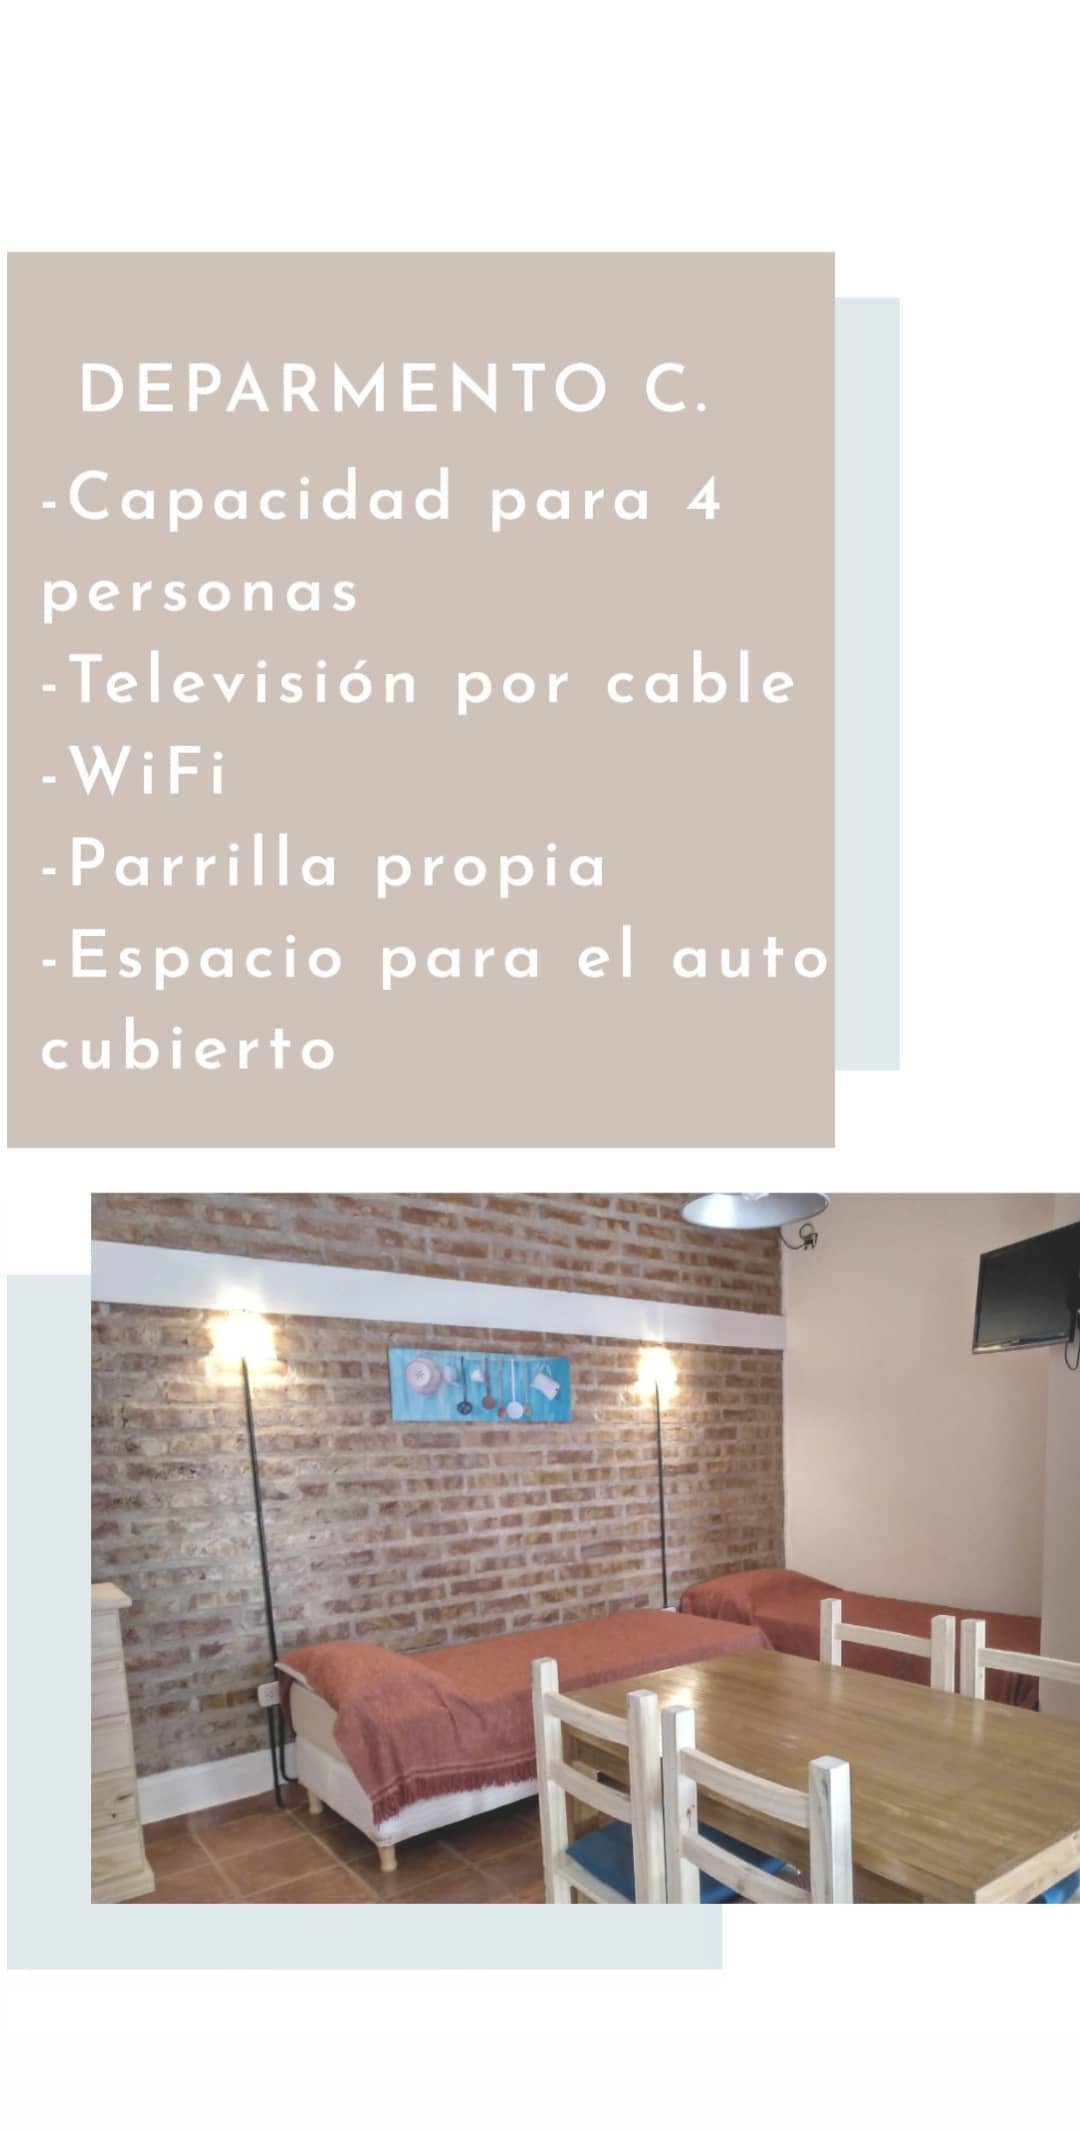 DEPARMENTO C.
-Capacidad para 4
personas
-Televisión por cable
-WiFi
-Parrilla propia
-Espacio para el auto
cubierto